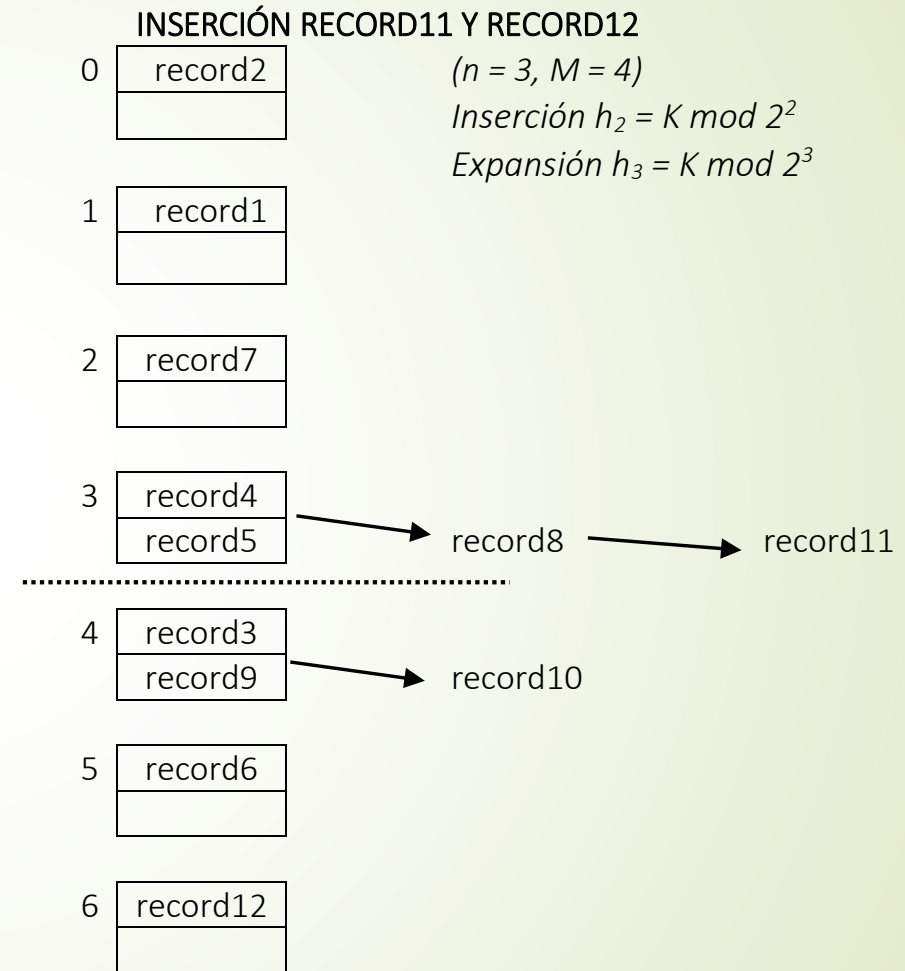 INSERCIÓN RECORD11 Y RECORD12
0 record2
(n = 3, M = 4)
Inserción h₂ = K mod 2²
Expansión h₃ = K mod 2³
1 record1
2 record7
3 record4
record5 record8 record11
4 record3
record9 record10
5 record6
6 record12